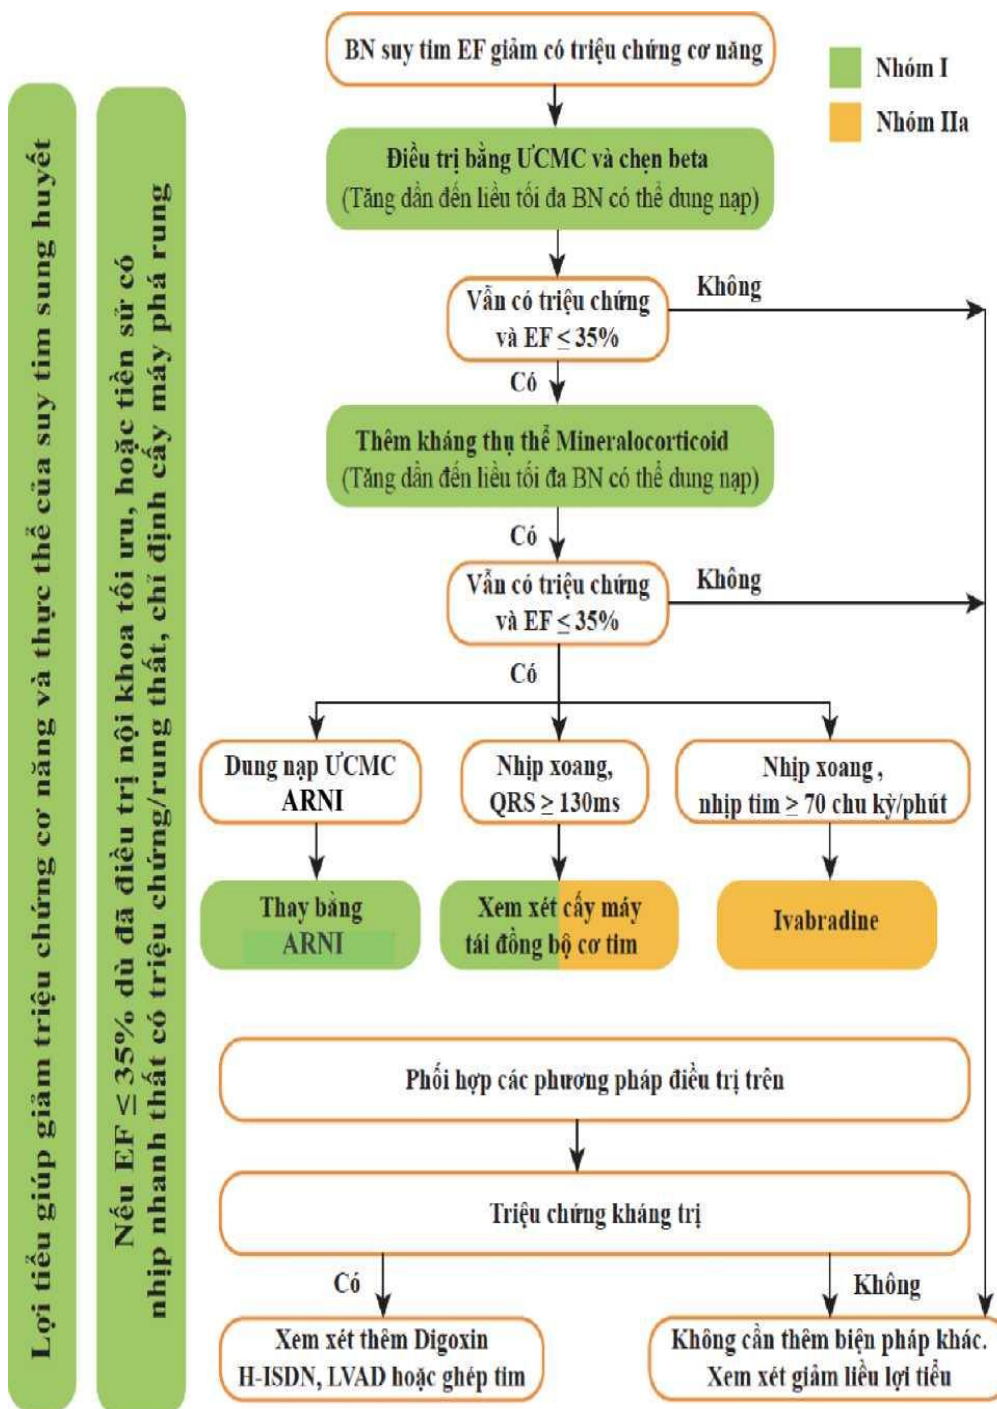 BN suy tim EF giảm có triệu chứng cơ năng
Nhóm I
Nhóm IIa
Lợi tiểu giúp giảm triệu chứng cơ năng và thực thể của suy tim sung huyết
Nếu EF ≤ 35% dù đã điều trị nội khoa tối ưu, hoặc tiền sử có
nhịp nhanh thất có triệu chứng/rung thất, chỉ định cấy máy phá rung
Điều trị bằng ƯCMC và chẹn beta
(Tăng dần đến liều tối đa BN có thể dung nạp)
Vẫn có triệu chứng
và EF ≤ 35%
Không
Có
Thêm kháng thụ thể Mineralocorticoid
(Tăng dần đến liều tối đa BN có thể dung nạp)
Có
Vẫn có triệu chứng
và EF ≤ 35%
Không
Có
Dung nạp ƯCMC
ARNI
Nhịp xoang,
QRS ≥ 130ms
Nhịp xoang ,
nhịp tim ≥ 70 chu kỳ/phút
Thay bằng
ARNI
Xem xét cấy máy
tái đồng bộ cơ tim
Ivabradine
Phối hợp các phương pháp điều trị trên
Triệu chứng kháng trị
Có
Không
Xem xét thêm Digoxin
H-ISDN, LVAD hoặc ghép tim
Không cần thêm biện pháp khác.
Xem xét giảm liều lợi tiểu